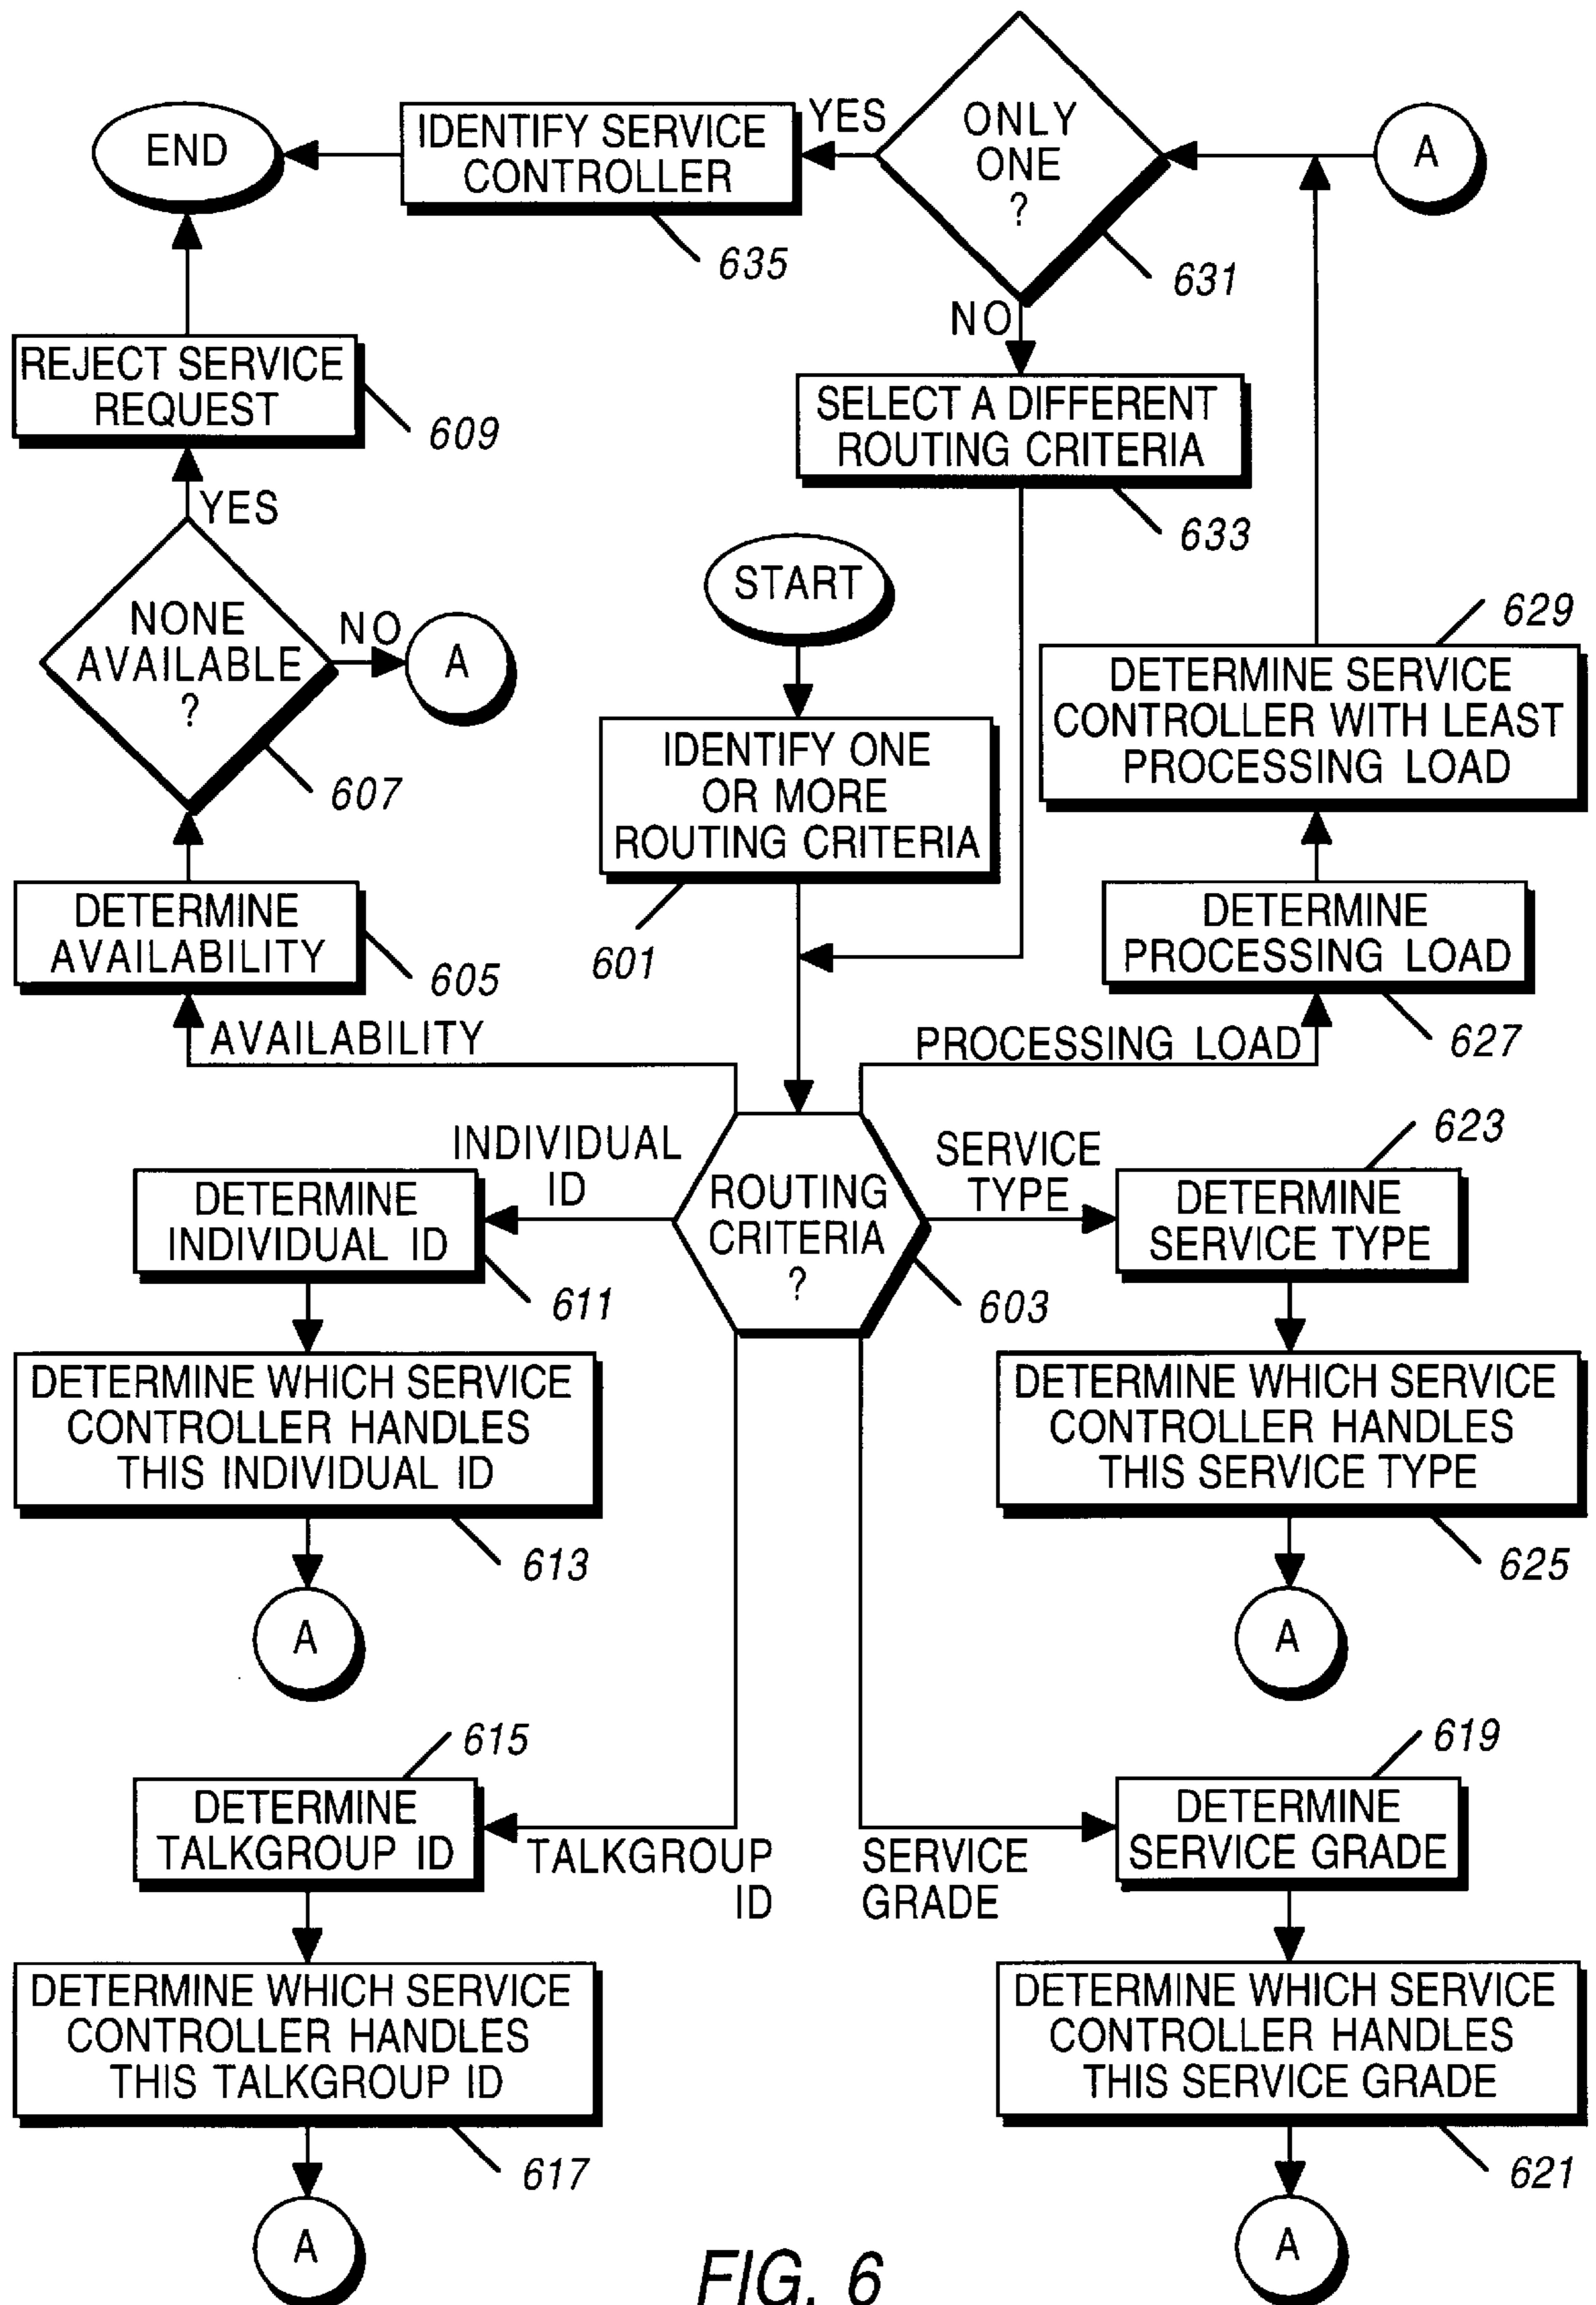 END
IDENTIFY SERVICE
CONTROLLER
635
YES
ONLY
ONE
?
631
A
NO
REJECT SERVICE
REQUEST
609
SELECT A DIFFERENT
ROUTING CRITERIA
633
YES
NONE
AVAILABLE
?
607
NO
A
START
629
DETERMINE SERVICE
CONTROLLER WITH LEAST
PROCESSING LOAD
IDENTIFY ONE
OR MORE
ROUTING CRITERIA
601
DETERMINE
AVAILABILITY
605
DETERMINE
PROCESSING LOAD
627
AVAILABILITY
PROCESSING LOAD
INDIVIDUAL
ID
DETERMINE
INDIVIDUAL ID
611
ROUTING
CRITERIA
?
603
SERVICE
TYPE
623
DETERMINE
SERVICE TYPE
DETERMINE WHICH SERVICE
CONTROLLER HANDLES
THIS INDIVIDUAL ID
613
A
DETERMINE WHICH SERVICE
CONTROLLER HANDLES
THIS SERVICE TYPE
625
A
615
DETERMINE
TALKGROUP ID
TALKGROUP
ID
SERVICE
GRADE
619
DETERMINE
SERVICE GRADE
DETERMINE WHICH SERVICE
CONTROLLER HANDLES
THIS TALKGROUP ID
617
A
DETERMINE WHICH SERVICE
CONTROLLER HANDLES
THIS SERVICE GRADE
621
A
FIG. 6